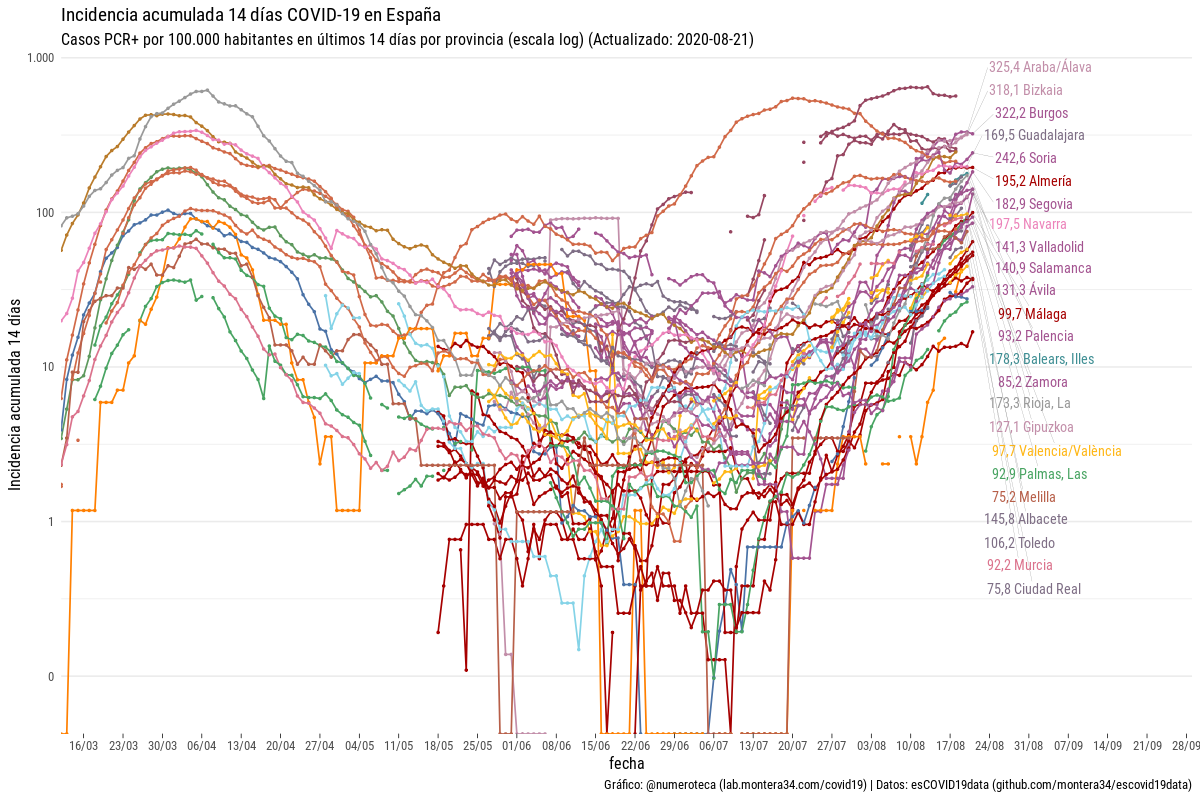 Incidencia acumulada 14 días COVID-19 en España
Casos PCR+ por 100.000 habitantes en últimos 14 días por provincia (escala log) (Actualizado: 2020-08-21)
Incidencia acumulada 14 días
1.000
100
10
1
0
325,4 Araba/Álava
318,1 Bizkaia
322,2 Burgos
169,5 Guadalajara
242,6 Soria
195,2 Almería
182,9 Segovia
197,5 Navarra
141,3 Valladolid
140,9 Salamanca
131,3 Ávila
99,7 Málaga
93,2 Palencia
178,3 Balears, Illes
85,2 Zamora
173,3 Rioja, La
127,1 Gipuzkoa
97,7 Valencia/València
92,9 Palmas, Las
75,2 Melilla
145,8 Albacete
106,2 Toledo
92,2 Murcia
75,8 Ciudad Real
16/03 23/03 30/03 06/04 13/04 20/04 27/04 04/05 11/05 18/05 25/05 01/06 08/06 15/06 22/06 29/06 06/07 13/07 20/07 27/07 03/08 10/08 17/08 24/08 31/08 07/09 14/09 21/09 28/09
fecha
Gráfico: @numeroteca (lab.montera34.com/covid19) | Datos: esCOVID19data (github.com/montera34/escovid19data)